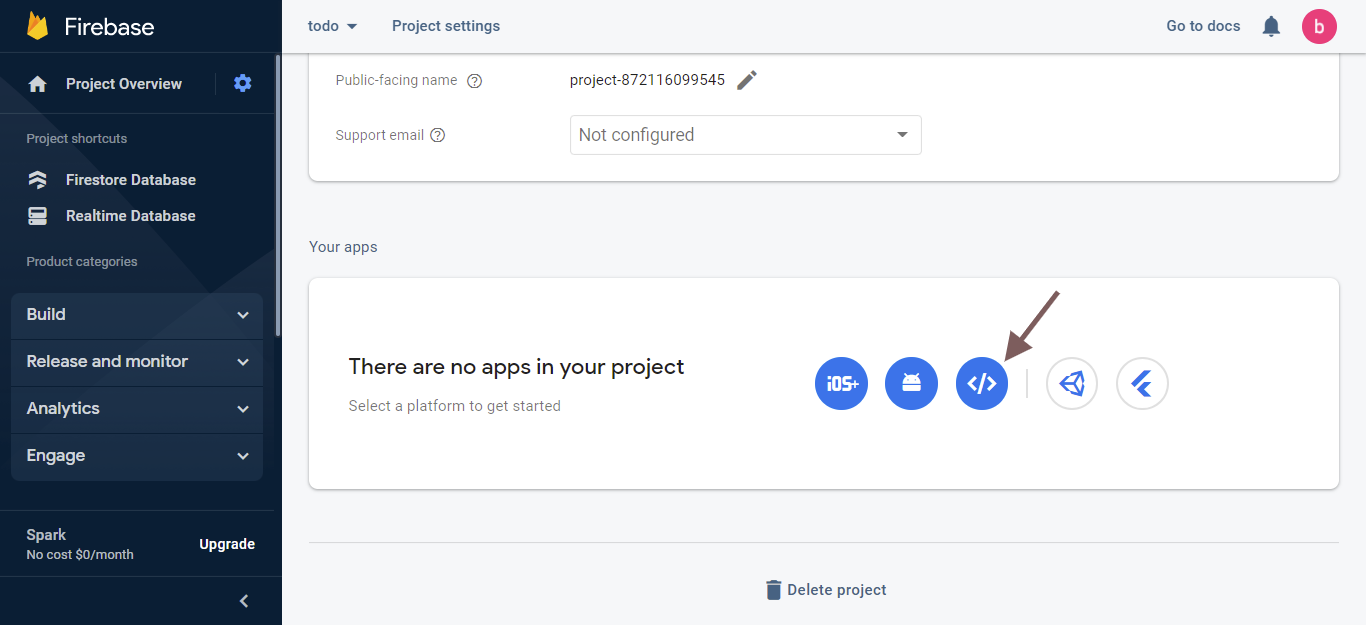 Firebase
Project Overview
Project shortcuts
Firestore Database
Realtime Database
Product categories
Build
Release and monitor
Analytics
Engage
Spark
No cost $0/month
Upgrade
todo
Project settings
Go to docs
b
Public-facing name ?
project-872116099545
Support email ?
Not configured
Your apps
There are no apps in your project
Select a platform to get started
iOS+
</>
Delete project